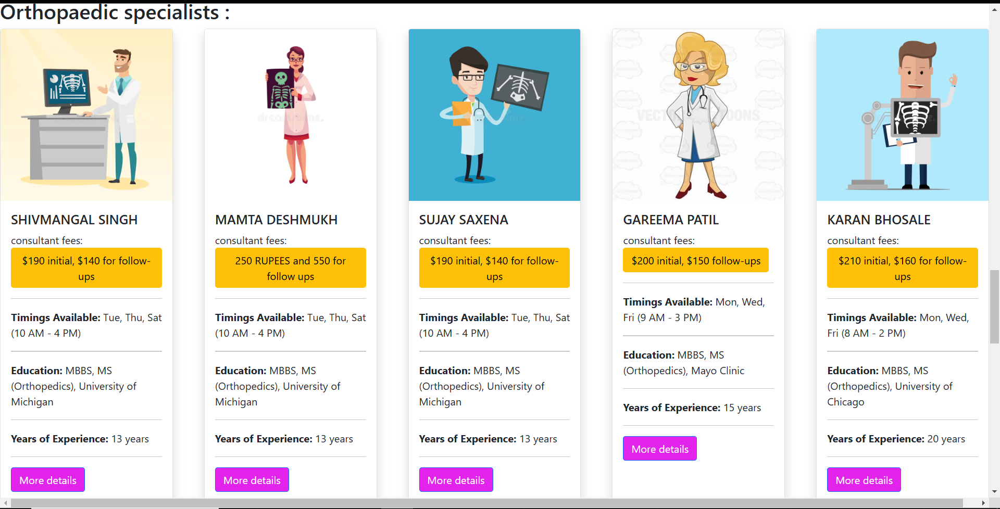 Orthopaedic specialists :
SHIVMANGAL SINGH
consultant fees:
$190 initial, $140 for follow-
ups
Timings Available: Tue, Thu, Sat
(10 AM - 4 PM)
Education: MBBS, MS
(Orthopedics), University of
Michigan
Years of Experience: 13 years
More details
dreamstime.
MAMTA DESHMUKH
consultant fees:
250 RUPEES and 550 for
follow ups
Timings Available: Tue, Thu, Sat
(10 AM - 4 PM)
Education: MBBS, MS
(Orthopedics), University of
Michigan
Years of Experience: 13 years
More details
SUJAY SAXENA
consultant fees:
$190 initial, $140 for follow-
ups
Timings Available: Tue, Thu, Sat
(10 AM - 4 PM)
Education: MBBS, MS
(Orthopedics), University of
Michigan
Years of Experience: 13 years
More details
GAREEMA PATIL
consultant fees:
$200 initial, $150 follow-ups
Timings Available: Mon, Wed,
Fri (9 AM - 3 PM)
Education: MBBS, MS
(Orthopedics), Mayo Clinic
Years of Experience: 15 years
More details
KARAN BHOSALE
consultant fees:
$210 initial, $160 for follow-
ups
Timings Available: Mon, Wed,
Fri (8 AM - 2 PM)
Education: MBBS, MS
(Orthopedics), University of
Chicago
Years of Experience: 20 years
More details